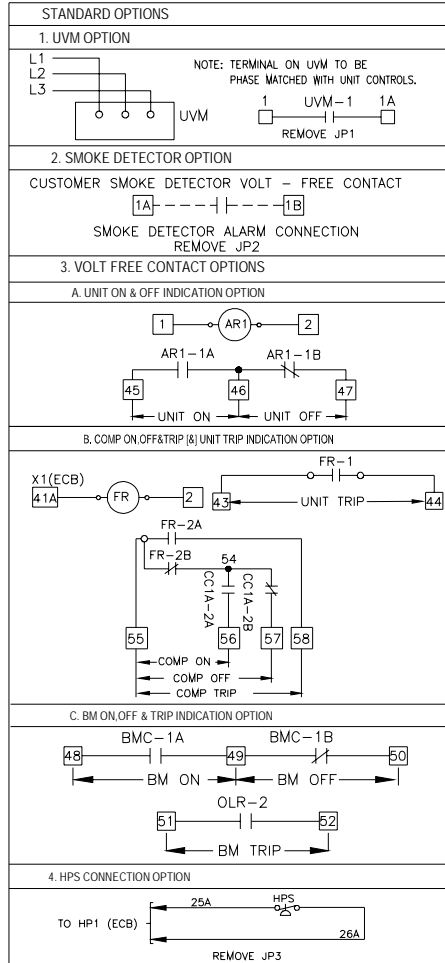 STANDARD OPTIONS
1. UVM OPTION
L1
L2
L3
UVM
NOTE: TERMINAL ON UVM TO BE
PHASE MATCHED WITH UNIT CONTROLS.
1 UVM-1 1A
REMOVE JP1
2. SMOKE DETECTOR OPTION
CUSTOMER SMOKE DETECTOR VOLT - FREE CONTACT
1A 1B
SMOKE DETECTOR ALARM CONNECTION
REMOVE JP2
3. VOLT FREE CONTACT OPTIONS
A. UNIT ON & OFF INDICATION OPTION
1 AR1 2
AR1-1A AR1-1B
45 46 47
UNIT ON UNIT OFF
B. COMP ON,OFF&TRIP [&] UNIT TRIP INDICATION OPTION
X1(ECB)
41A FR 2
FR-1
43 UNIT TRIP 44
FR-2A
FR-2B 54
CC1A-2A
CC1A-2B
55 56 57 58
COMP ON
COMP OFF
COMP TRIP
C. BM ON,OFF & TRIP INDICATION OPTION
BMC-1A BMC-1B
48 49 50
BM ON BM OFF
OLR-2
51 52
BM TRIP
4. HPS CONNECTION OPTION
25A HPS
TO HP1 (ECB)
26A
REMOVE JP3